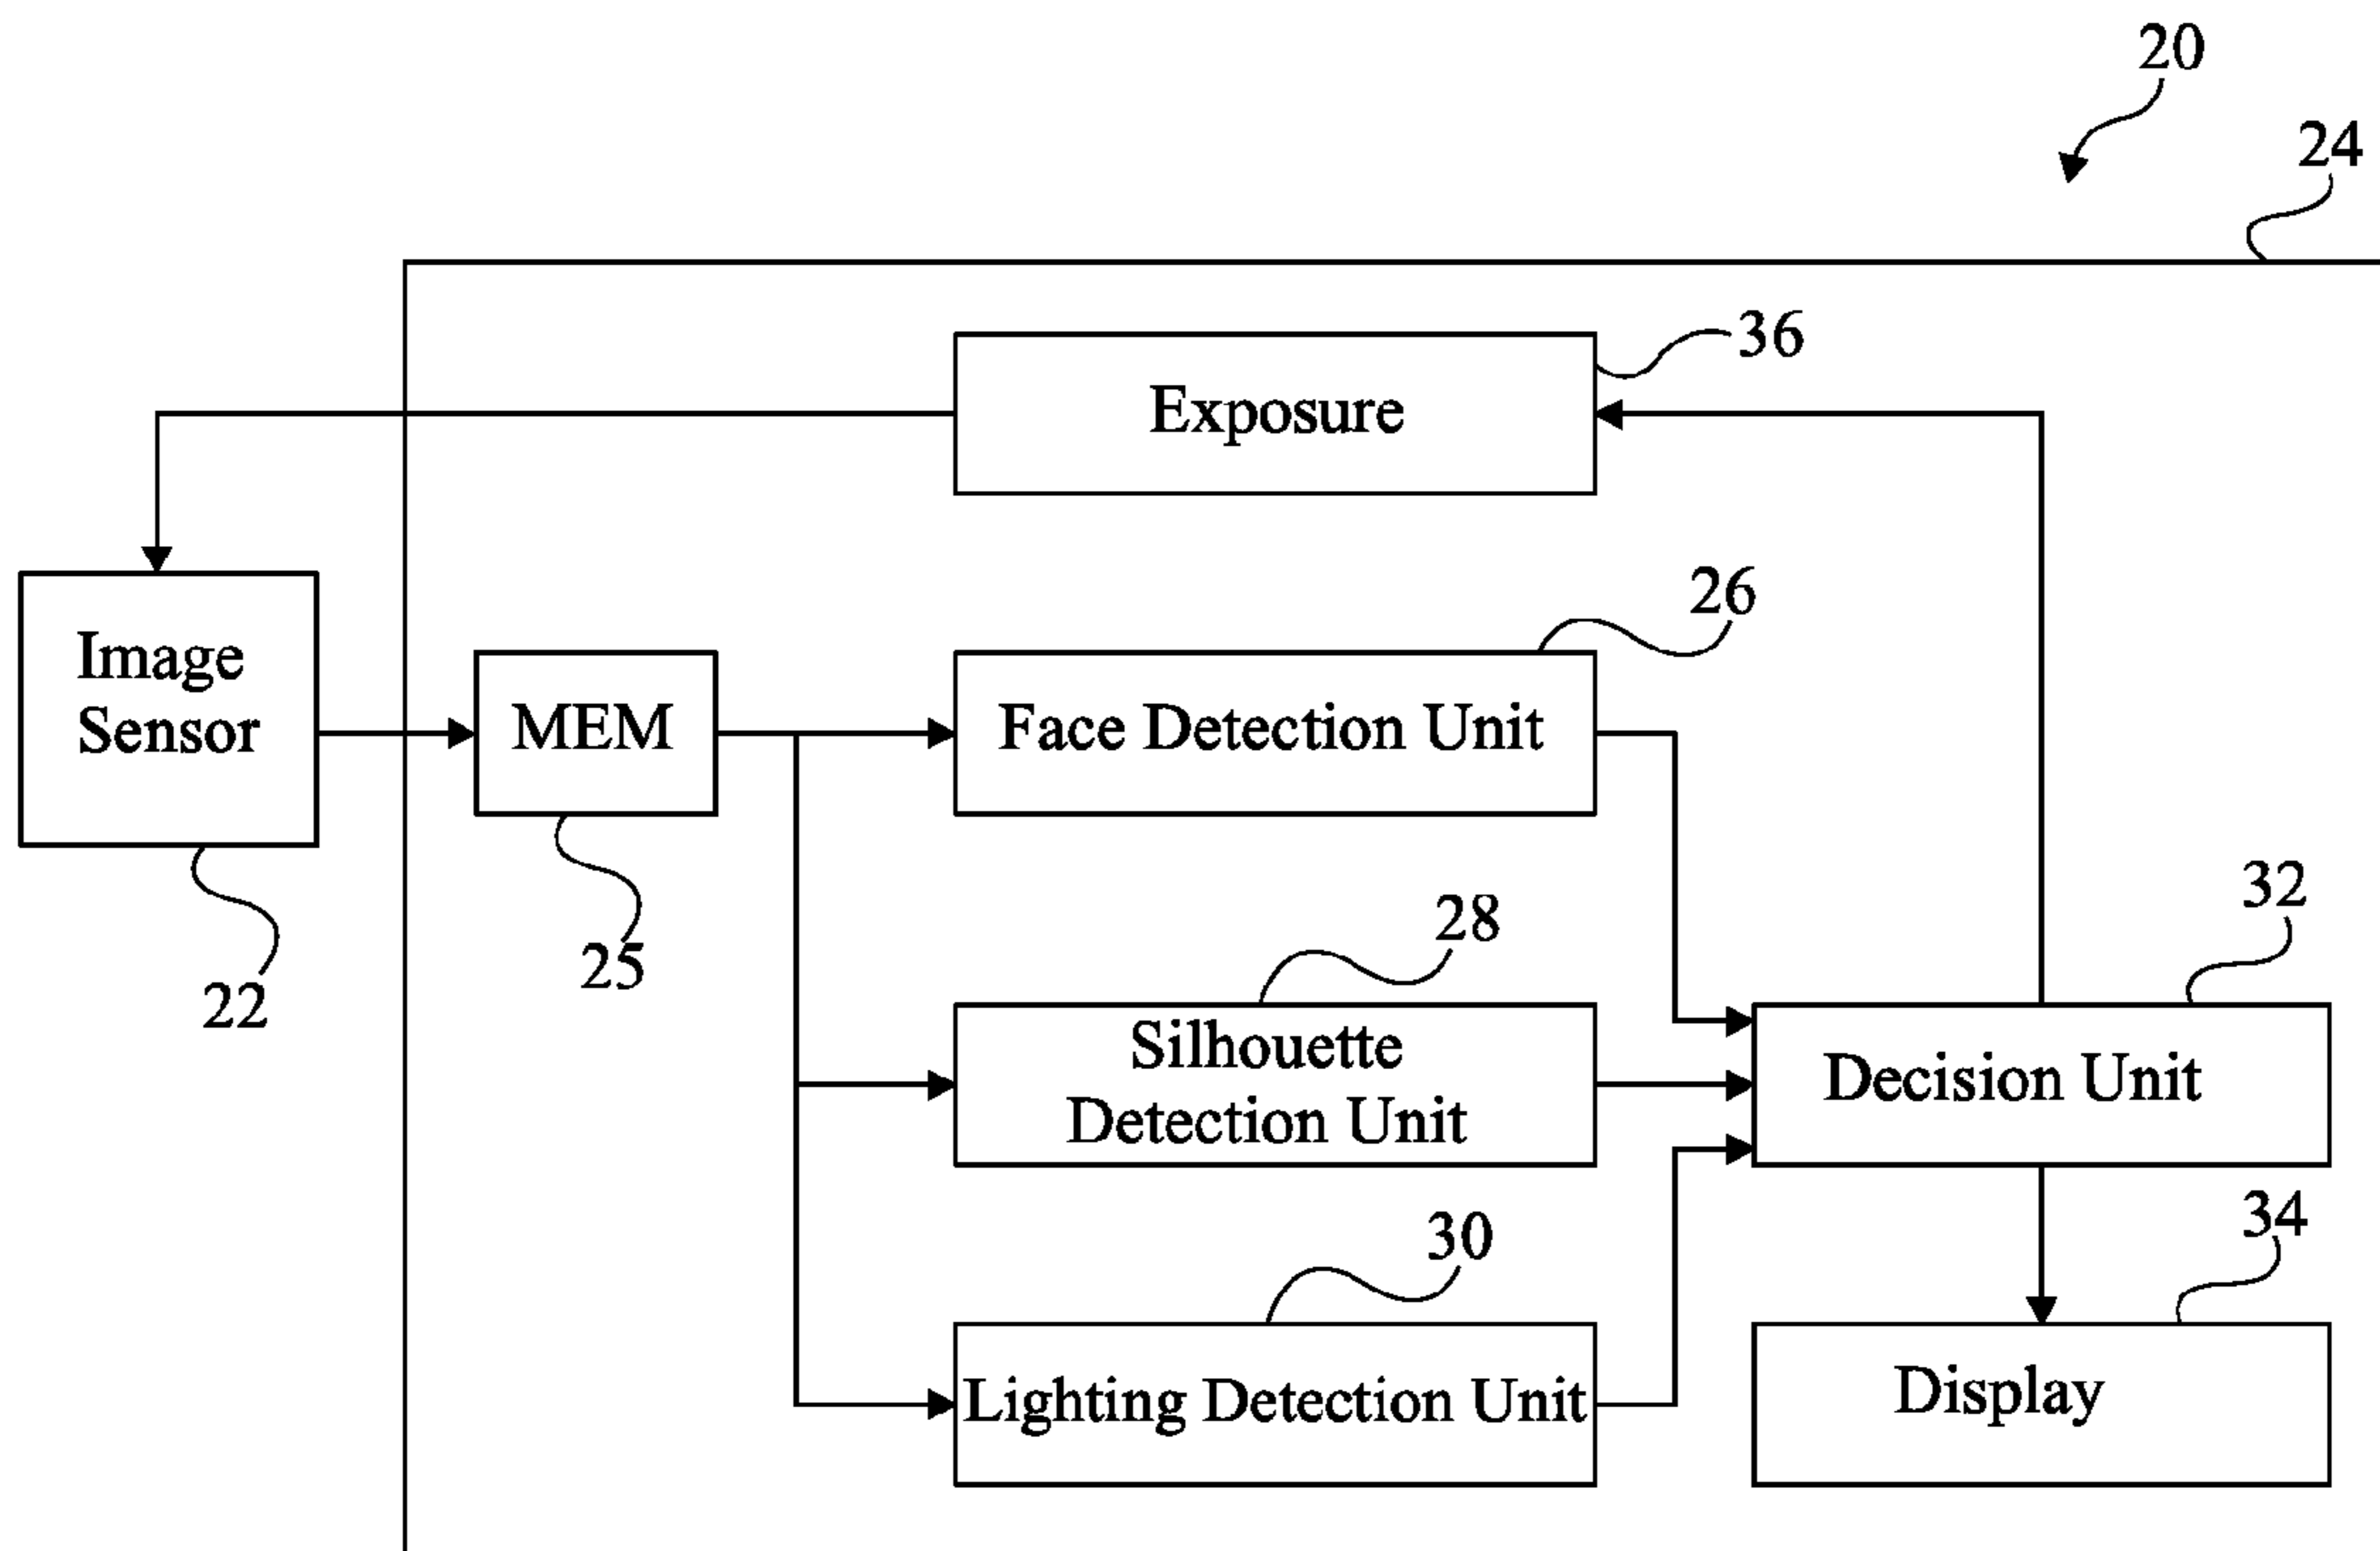 20
24
36
Exposure
26
Image
Sensor
MEM
Face Detection Unit
32
28
25
22
Silhouette
Detection Unit
Decision Unit
34
30
Lighting Detection Unit
Display